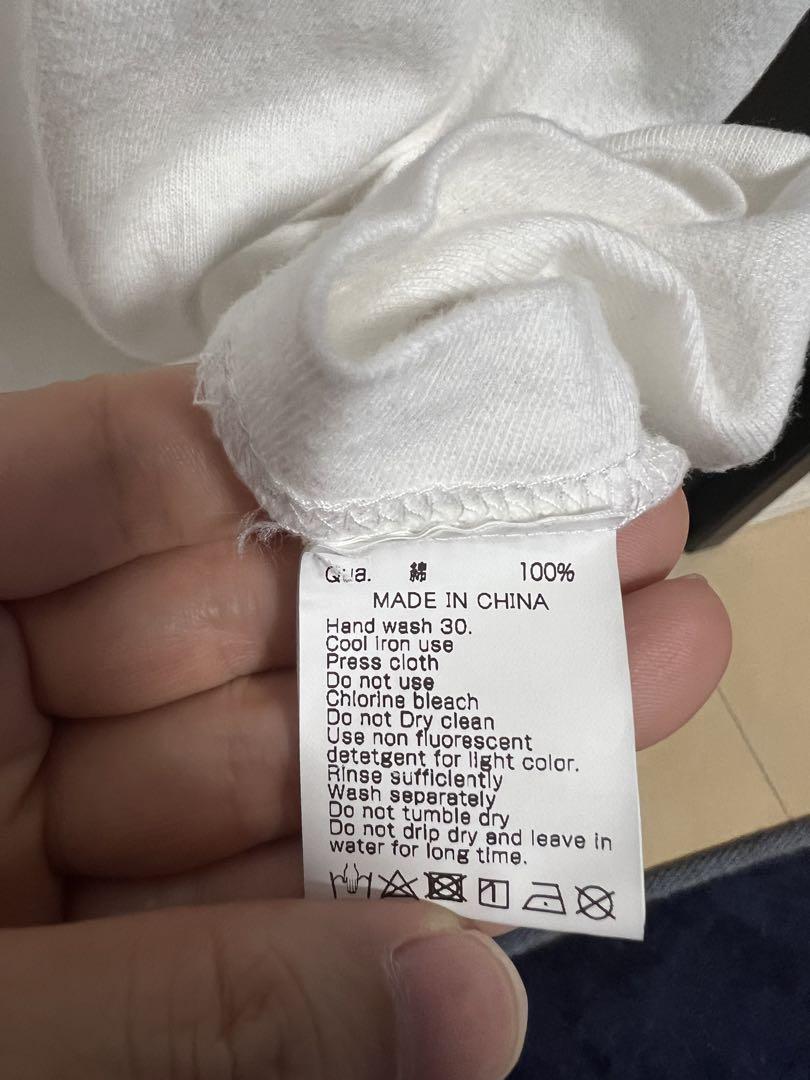 Qua. 綿 100%
MADE IN CHINA
Hand wash 30.
Cool iron use
Press cloth
Do not use
Chlorine bleach
Do not Dry clean
Use non fluorescent
detetgent for light color.
Rinse sufficiently
Wash separately
Do not tumble dry
Do not drip dry and leave in
water for long time.